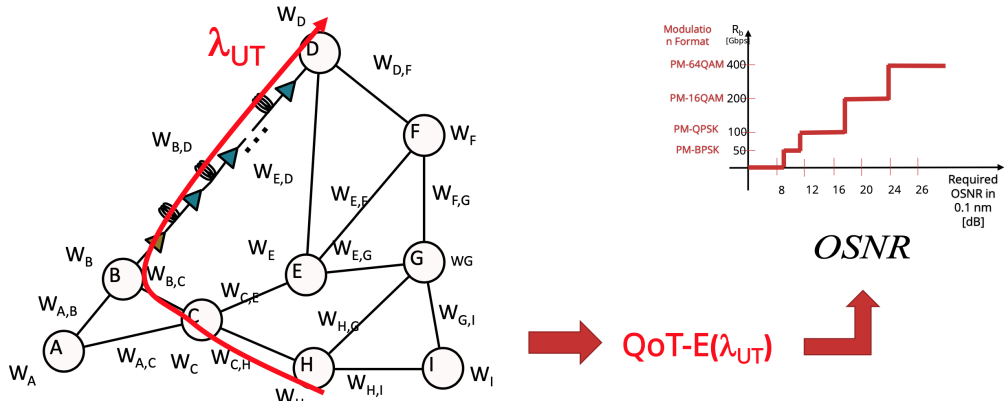 W_D
λ_UT
D
W_D,F
F
W_F
W_B,D
W_E,D
W_E,F
W_F,G
W_B
B
W_B,C
W_E
E
W_E,G
G
WG
W_A,B
W_C,E
C
W_H,G
W_G,I
A
W_A
W_A,C
W_C
W_C,H
H
W_H,I
I
W_I
QoT-E(λ_UT)
Modulatio
n Format
R_b
[Gbps]
PM-64QAM
400
PM-16QAM
200
PM-QPSK
100
PM-BPSK
50
8
12
16
20
24
26
Required
OSNR in
0.1 nm
[dB]
OSNR